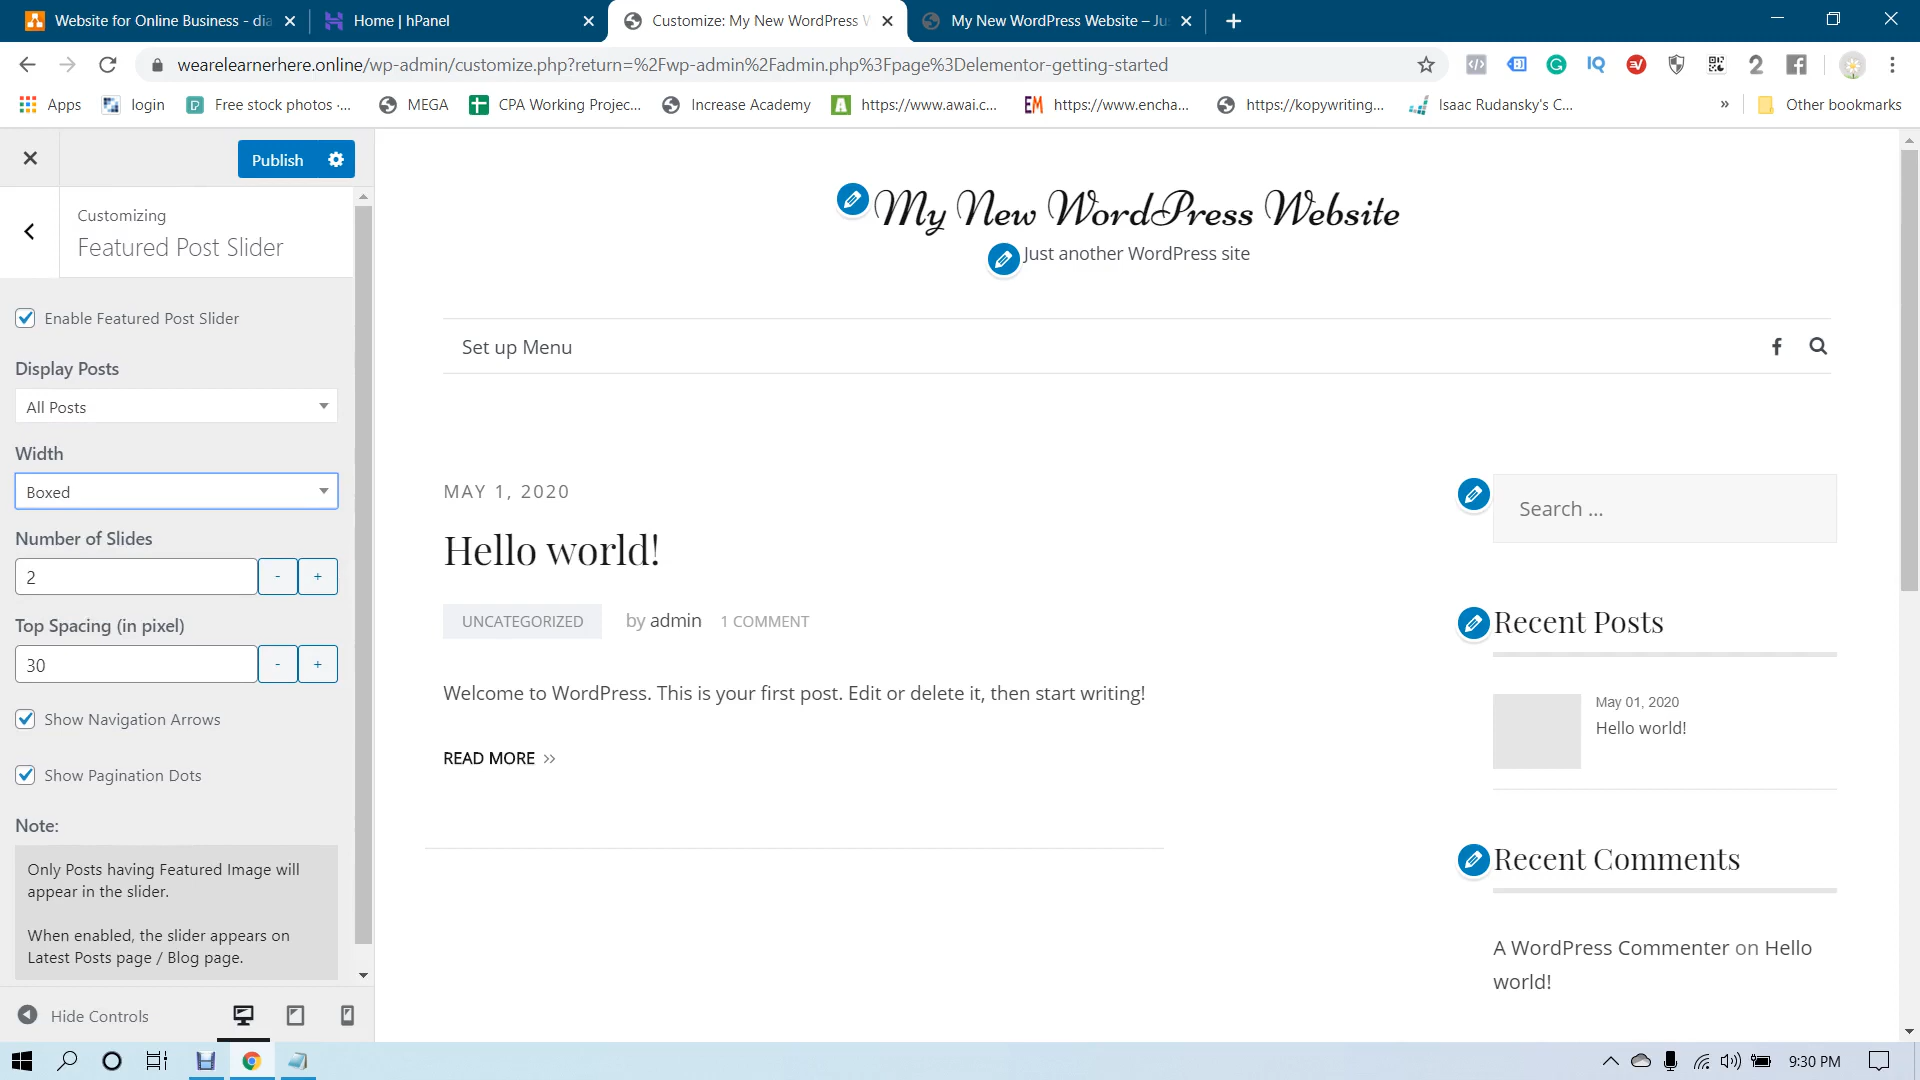 Website for Online Business - dia
Home | hPanel
Customize: My New WordPress W
My New WordPress Website – Ju
wearelearnerhere.online/wp-admin/customize.php?return=%2Fwp-admin%2Fadmin.php%3Fpage%3Delementor-getting-started
Apps
login
Free stock photos ·...
MEGA
CPA Working Projec...
Increase Academy
https://www.awai.c...
https://www.encha...
https://kopywriting...
Isaac Rudansky's C...
»
Other bookmarks
Publish
Customizing
Featured Post Slider
Enable Featured Post Slider
Display Posts
All Posts
Width
Boxed
Number of Slides
2
-
+
Top Spacing (in pixel)
30
-
+
Show Navigation Arrows
Show Pagination Dots
Note:
Only Posts having Featured Image will
appear in the slider.
When enabled, the slider appears on
Latest Posts page / Blog page.
Hide Controls
My New WordPress Website
Just another WordPress site
Set up Menu
MAY 1, 2020
Hello world!
UNCATEGORIZED
by admin
1 COMMENT
Welcome to WordPress. This is your first post. Edit or delete it, then start writing!
READ MORE »
Search ...
Recent Posts
May 01, 2020
Hello world!
Recent Comments
A WordPress Commenter on Hello
world!
9:30 PM